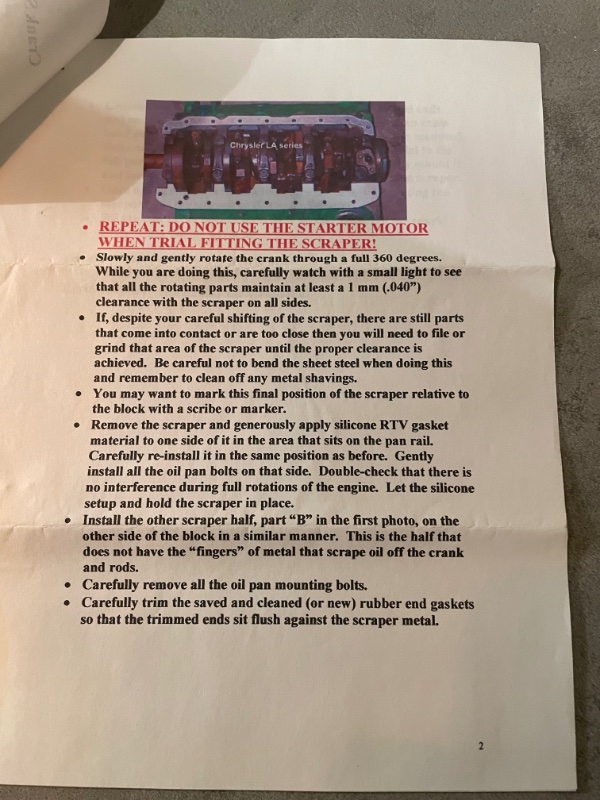 Crank S
Chrysler LA series
• REPEAT: DO NOT USE THE STARTER MOTOR
WHEN TRIAL FITTING THE SCRAPER!
• Slowly and gently rotate the crank through a full 360 degrees.
While you are doing this, carefully watch with a small light to see
that all the rotating parts maintain at least a 1 mm (.040”)
clearance with the scraper on all sides.
• If, despite your careful shifting of the scraper, there are still parts
that come into contact or are too close then you will need to file or
grind that area of the scraper until the proper clearance is
achieved. Be careful not to bend the sheet steel when doing this
and remember to clean off any metal shavings.
• You may want to mark this final position of the scraper relative to
the block with a scribe or marker.
• Remove the scraper and generously apply silicone RTV gasket
material to one side of it in the area that sits on the pan rail.
Carefully re-install it in the same position as before. Gently
install all the oil pan bolts on that side. Double-check that there is
no interference during full rotations of the engine. Let the silicone
setup and hold the scraper in place.
• Install the other scraper half, part “B” in the first photo, on the
other side of the block in a similar manner. This is the half that
does not have the “fingers” of metal that scrape oil off the crank
and rods.
• Carefully remove all the oil pan mounting bolts.
• Carefully trim the saved and cleaned (or new) rubber end gaskets
so that the trimmed ends sit flush against the scraper metal.
2